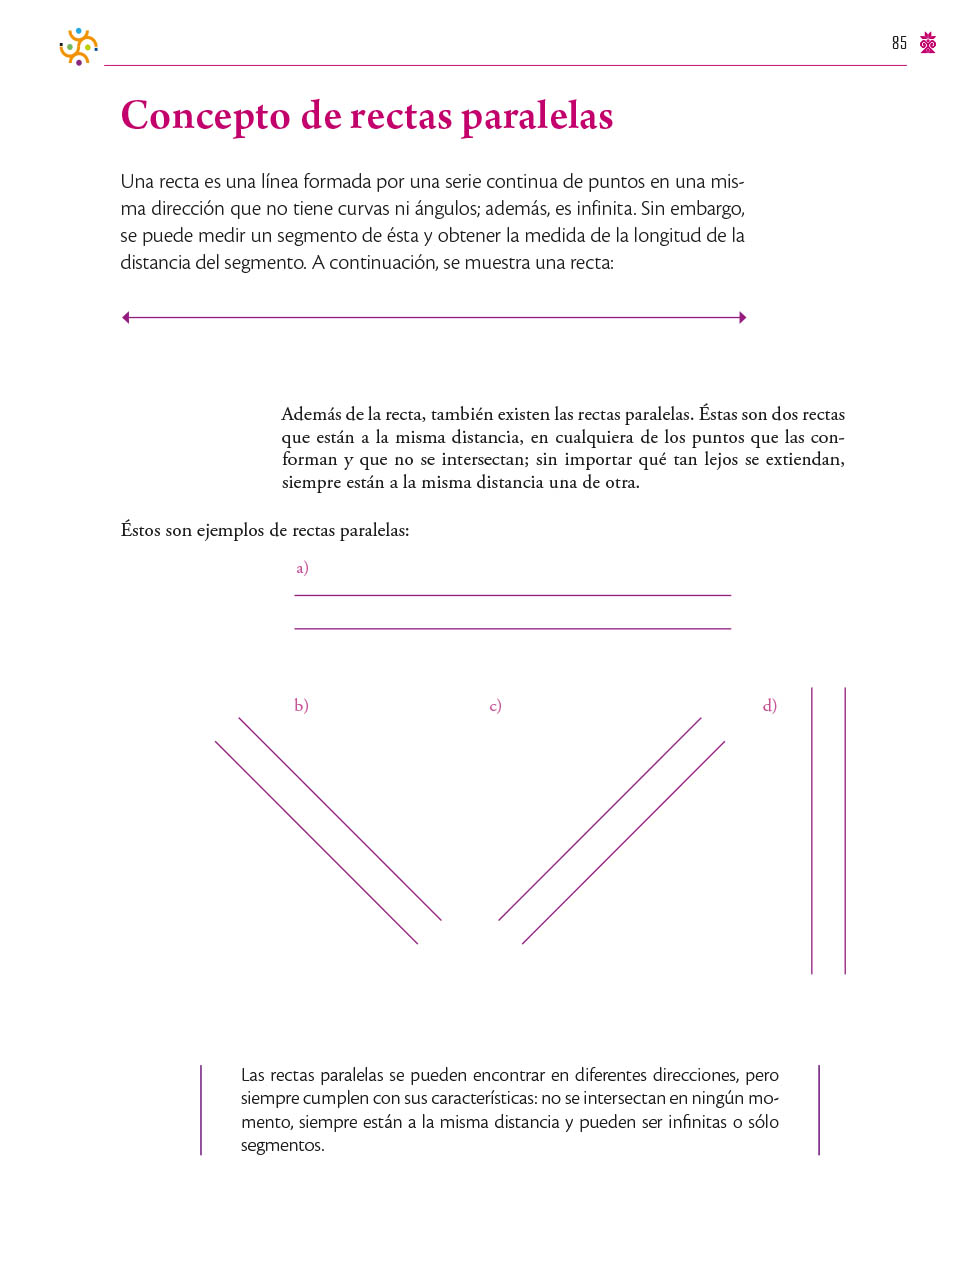 85
Concepto de rectas paralelas
Una recta es una línea formada por una serie continua de puntos en una mis-
ma dirección que no tiene curvas ni ángulos; además, es infinita. Sin embargo,
se puede medir un segmento de ésta y obtener la medida de la longitud de la
distancia del segmento. A continuación, se muestra una recta:
Además de la recta, también existen las rectas paralelas. Éstas son dos rectas
que están a la misma distancia, en cualquiera de los puntos que las con-
forman y que no se intersectan; sin importar qué tan lejos se extiendan,
siempre están a la misma distancia una de otra.
Éstos son ejemplos de rectas paralelas:
a)
b)
c)
d)
Las rectas paralelas se pueden encontrar en diferentes direcciones, pero
siempre cumplen con sus características: no se intersectan en ningún mo-
mento, siempre están a la misma distancia y pueden ser infinitas o sólo
segmentos.